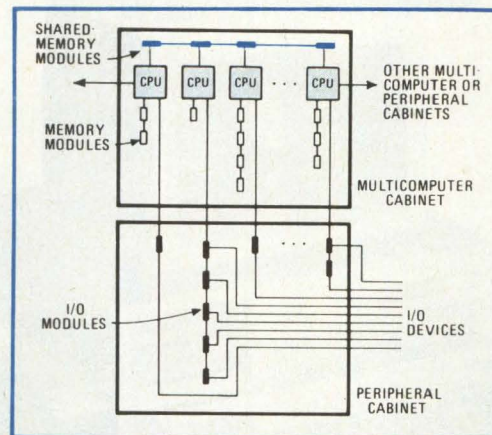 SHARED-
MEMORY
MODULES
CPU CPU CPU CPU
OTHER MULTI-
COMPUTER OR
PERIPHERAL
CABINETS
MEMORY
MODULES
MULTICOMPUTER
CABINET
I/O
MODULES
I/O
DEVICES
PERIPHERAL
CABINET